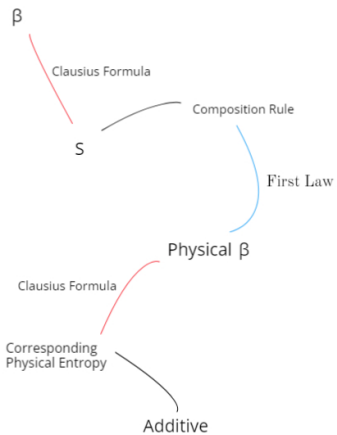 β
Clausius Formula
S
Composition Rule
First Law
Physical β
Clausius Formula
Corresponding
Physical Entropy
Additive